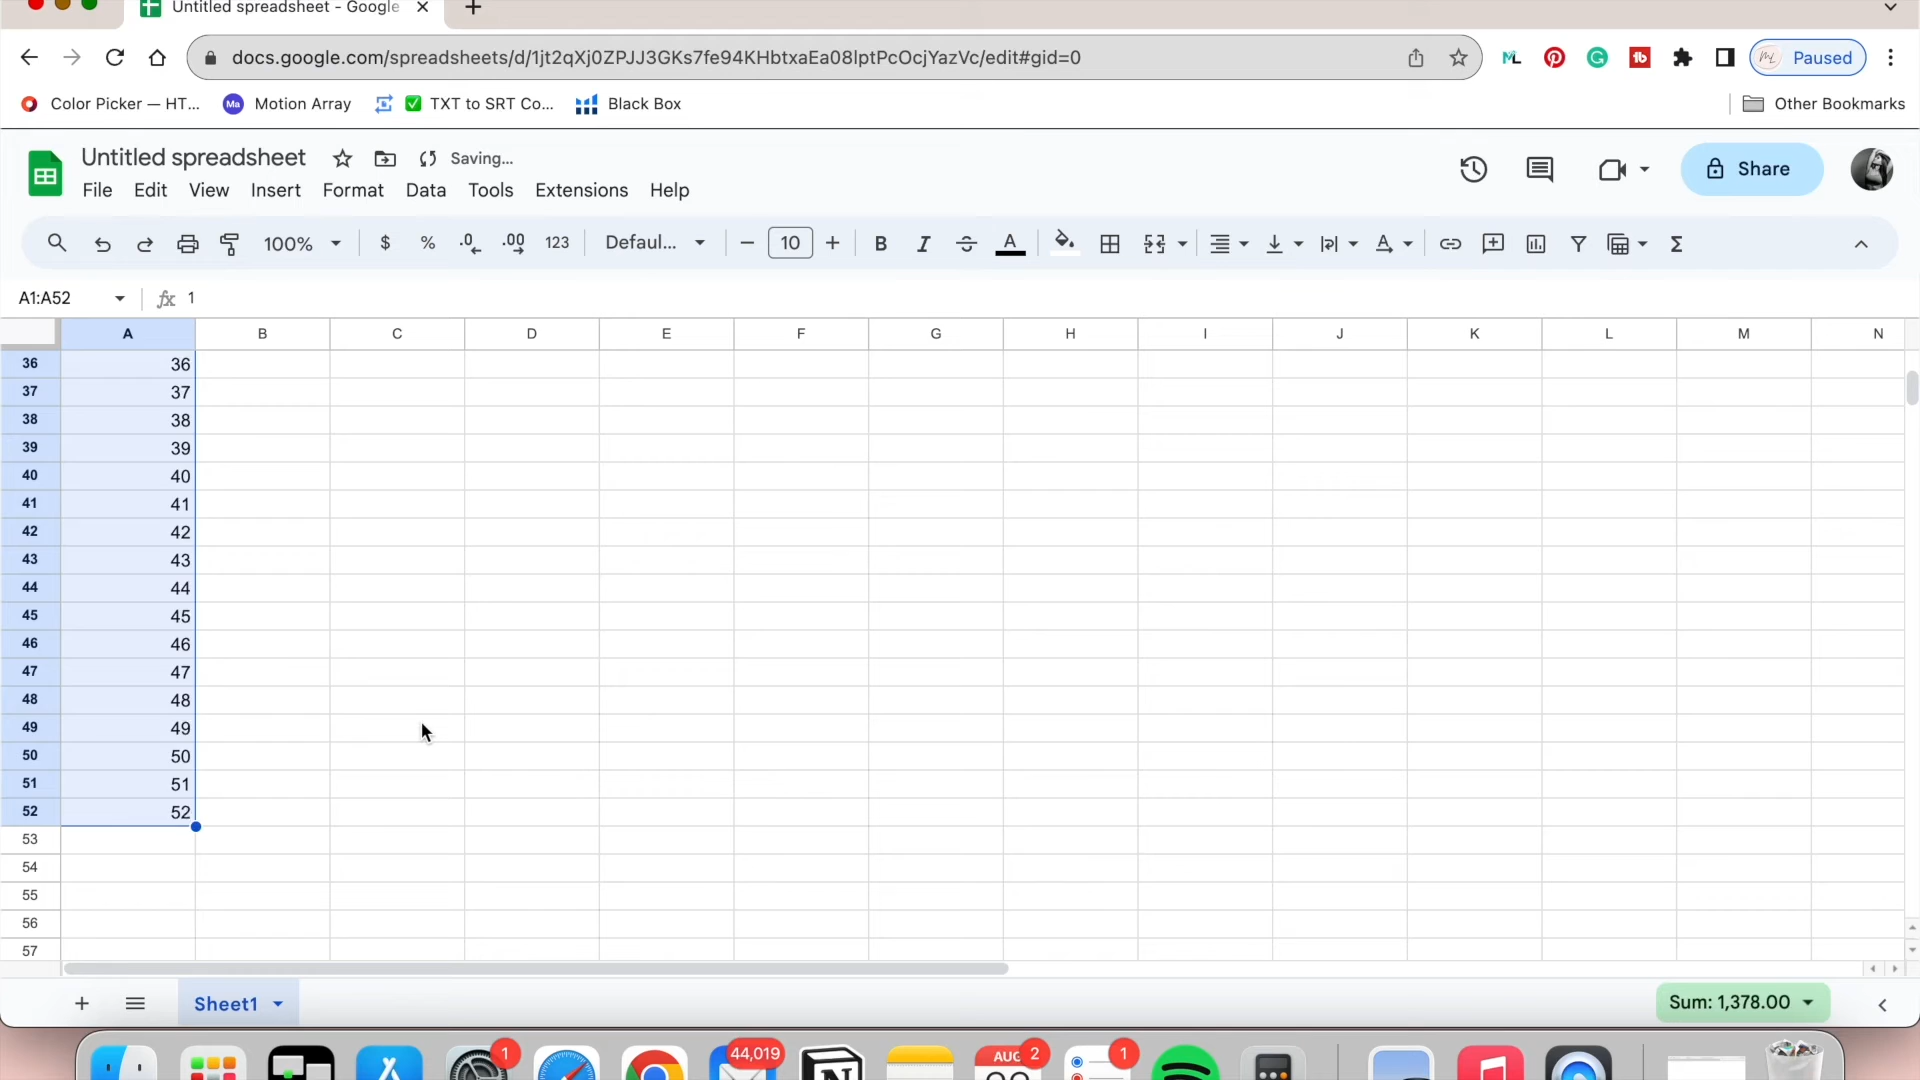 Untitled spreadsheet - Google
docs.google.com/spreadsheets/d/1jt2qXj0ZPJJ3GKs7fe94KHbtxaEa08lptPcOcjYazVc/edit#gid=0
ML
Paused
Color Picker — HT...
Ma
Motion Array
TXT to SRT Co...
Black Box
Other Bookmarks
Untitled spreadsheet
Saving...
Share
File
Edit
View
Insert
Format
Data
Tools
Extensions
Help
100%
$
%
.0
.00
123
Defaul...
10
B
I
A
Σ
A1:A52
fx
1
A
B
C
D
E
F
G
H
I
J
K
L
M
N
36 36
37 37
38 38
39 39
40 40
41 41
42 42
43 43
44 44
45 45
46 46
47 47
48 48
49 49
50 50
51 51
52 52
53
54
55
56
57
Sheet1
Sum: 1,378.00
1
44,019
AUG
2
1